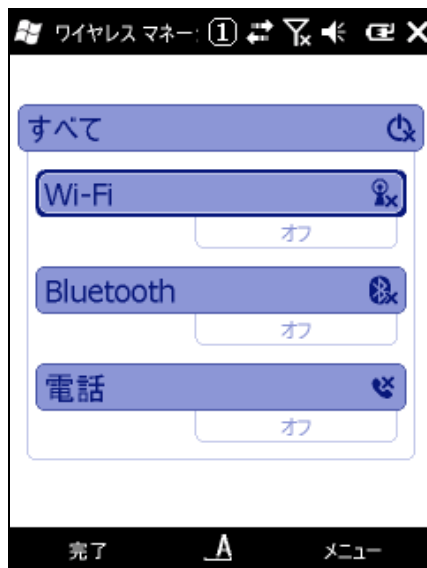 ワイヤレス マネー: 1
すべて
Wi-Fi
オフ
Bluetooth
オフ
電話
オフ
完了 A メニュー